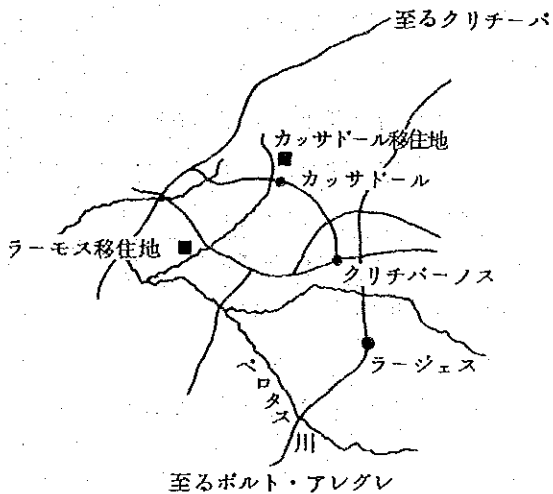 至るクリチーバ
カッサドール移住地
カッサドール
ラーモス移住地
クリチバーノス
ラージェス
ペロタス川
至るポルト・アレグレ